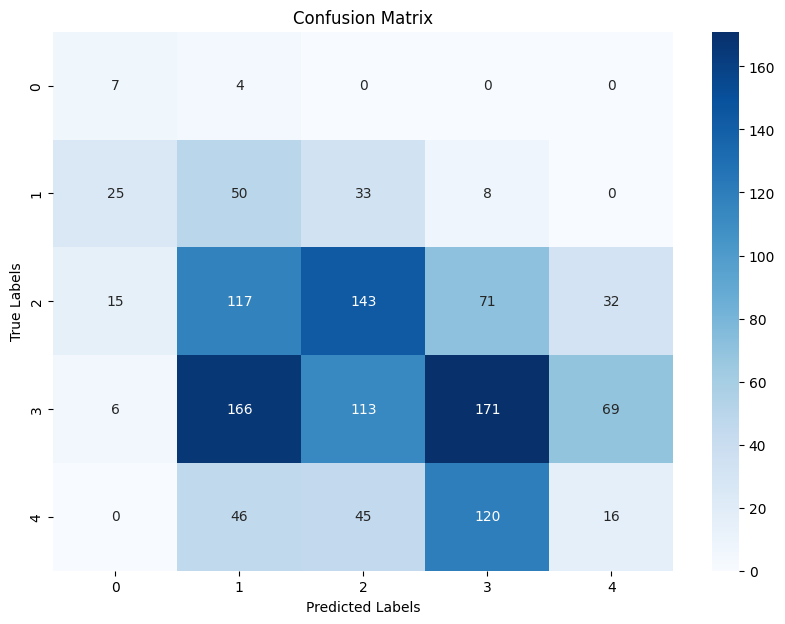 Confusion Matrix
0 7 4 0 0 0
1 25 50 33 8 0
2 15 117 143 71 32
3 6 166 113 171 69
4 0 46 45 120 16
0 1 2 3 4
True Labels
Predicted Labels
160
140
120
100
80
60
40
20
0